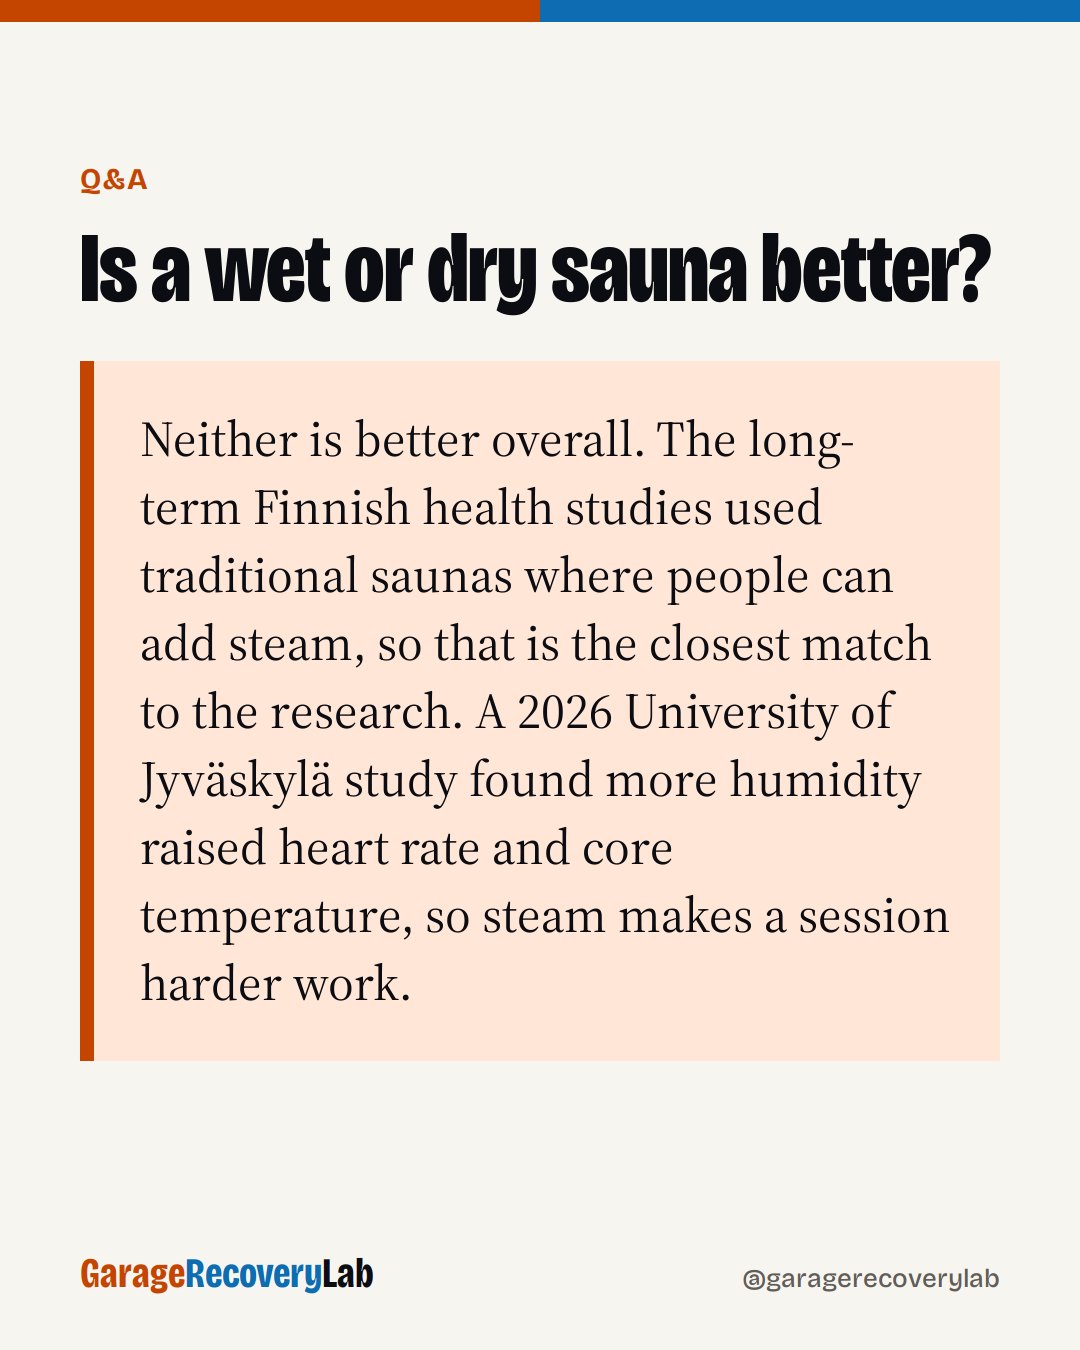 Q&A
Is a wet or dry sauna better?
Neither is better overall. The long-
term Finnish health studies used
traditional saunas where people can
add steam, so that is the closest match
to the research. A 2026 University of
Jyväskylä study found more humidity
raised heart rate and core
temperature, so steam makes a session
harder work.
GarageRecoveryLab
@garagerecoverylab